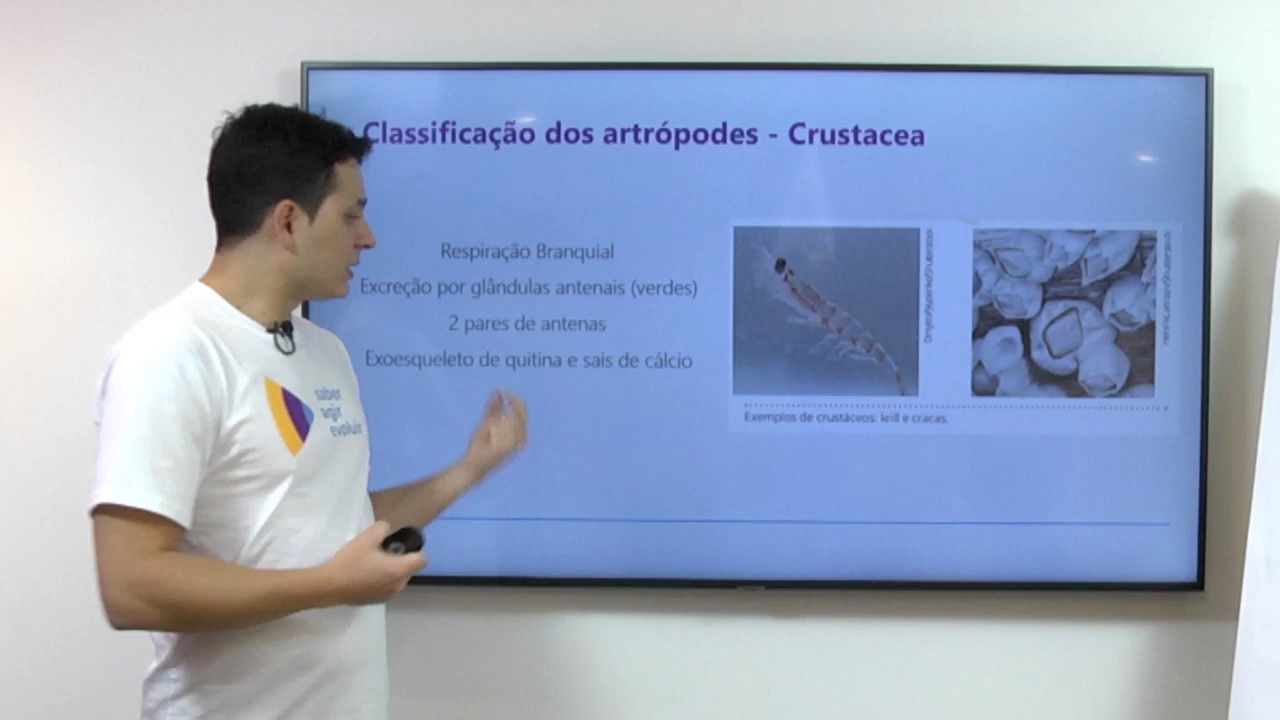 Classificação dos artrópodes - Crustacea
Respiração Branquial
Excreção por glândulas antenais (verdes)
2 pares de antenas
Exoesqueleto de quitina e sais de cálcio
Exemplos de crustáceos: krill e cracas.
saber
agir
evoluir